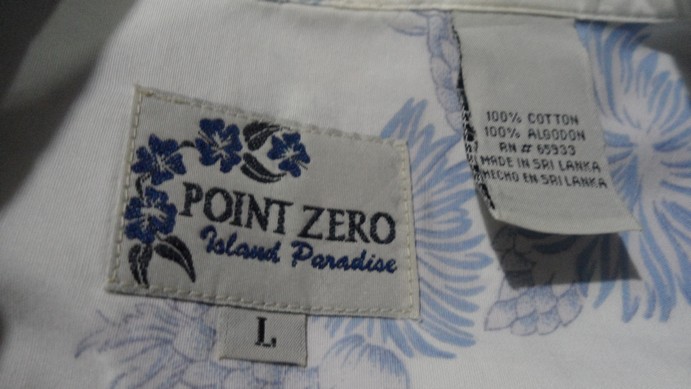 POINT ZERO
Island Paradise
L
100% COTTON
100% ALGODON
RN # 65933
MADE IN SRI LANKA
HECHO EN SRI LANKA